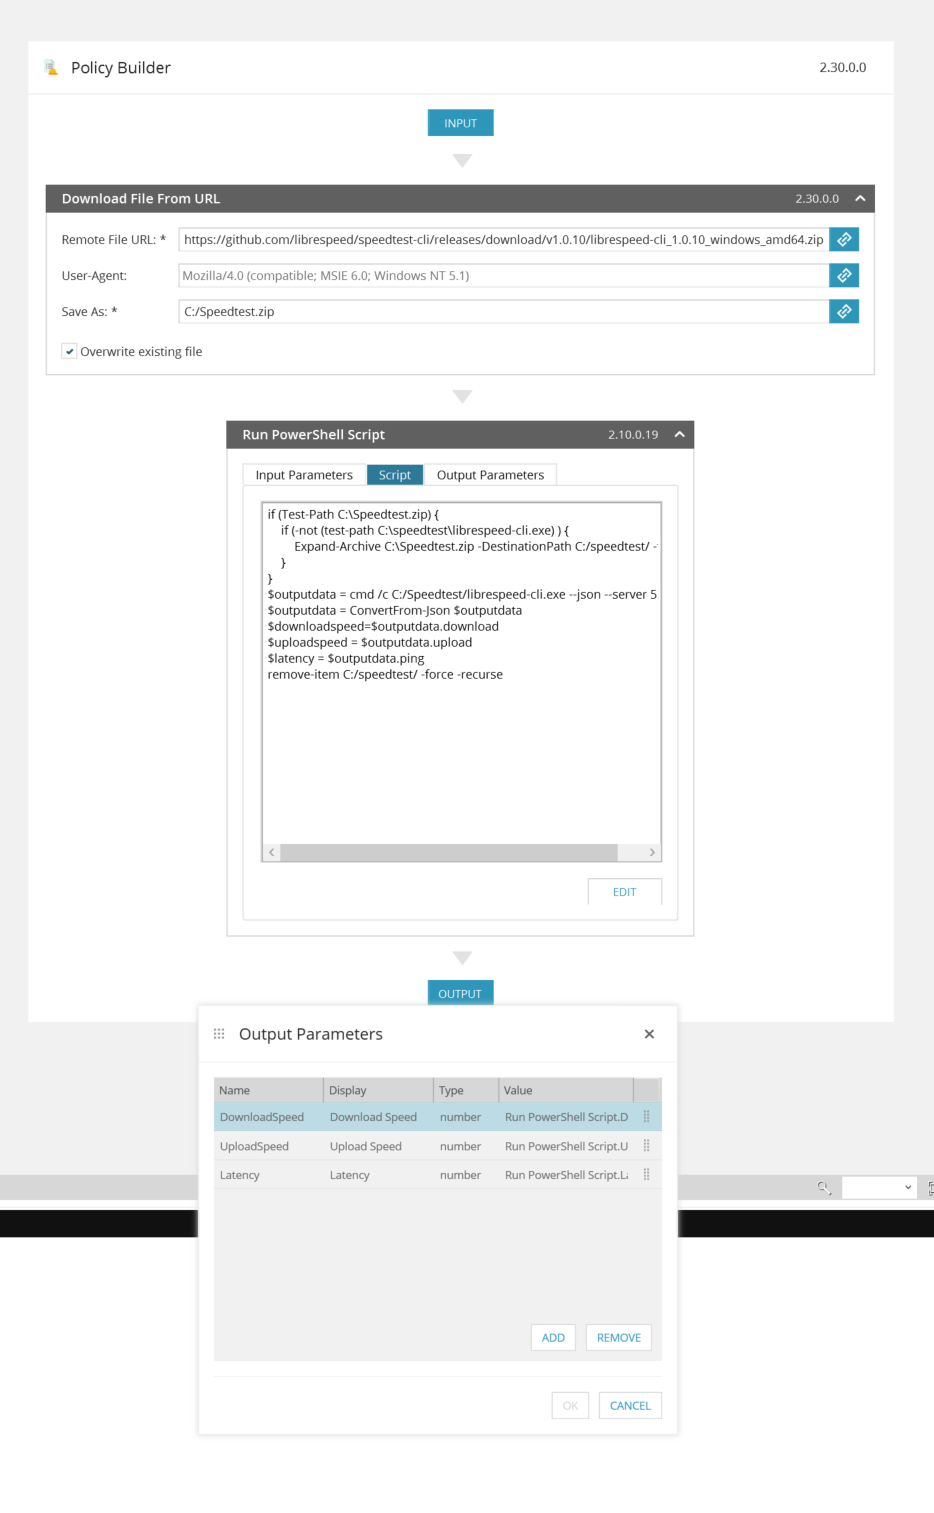 Policy Builder 2.30.0.0
INPUT
Download File From URL 2.30.0.0
Remote File URL: * https://github.com/librespeed/speedtest-cli/releases/download/v1.0.10/librespeed-cli_1.0.10_windows_amd64.zip
User-Agent: Mozilla/4.0 (compatible; MSIE 6.0; Windows NT 5.1)
Save As: * C:/Speedtest.zip
Overwrite existing file
Run PowerShell Script 2.10.0.19
Input Parameters Script Output Parameters
if (Test-Path C:\Speedtest.zip) {
if (-not (test-path C:\speedtest\librespeed-cli.exe) ) {
Expand-Archive C:\Speedtest.zip -DestinationPath C:/speedtest/ -
}
}
$outputdata = cmd /c C:/Speedtest/librespeed-cli.exe --json --server 5
$outputdata = ConvertFrom-Json $outputdata
$downloadspeed=$outputdata.download
$uploadspeed = $outputdata.upload
$latency = $outputdata.ping
remove-item C:/speedtest/ -force -recurse
EDIT
OUTPUT
Output Parameters
Name Display Type Value
DownloadSpeed Download Speed number Run PowerShell Script.D
UploadSpeed Upload Speed number Run PowerShell Script.U
Latency Latency number Run PowerShell Script.L
ADD REMOVE
OK CANCEL